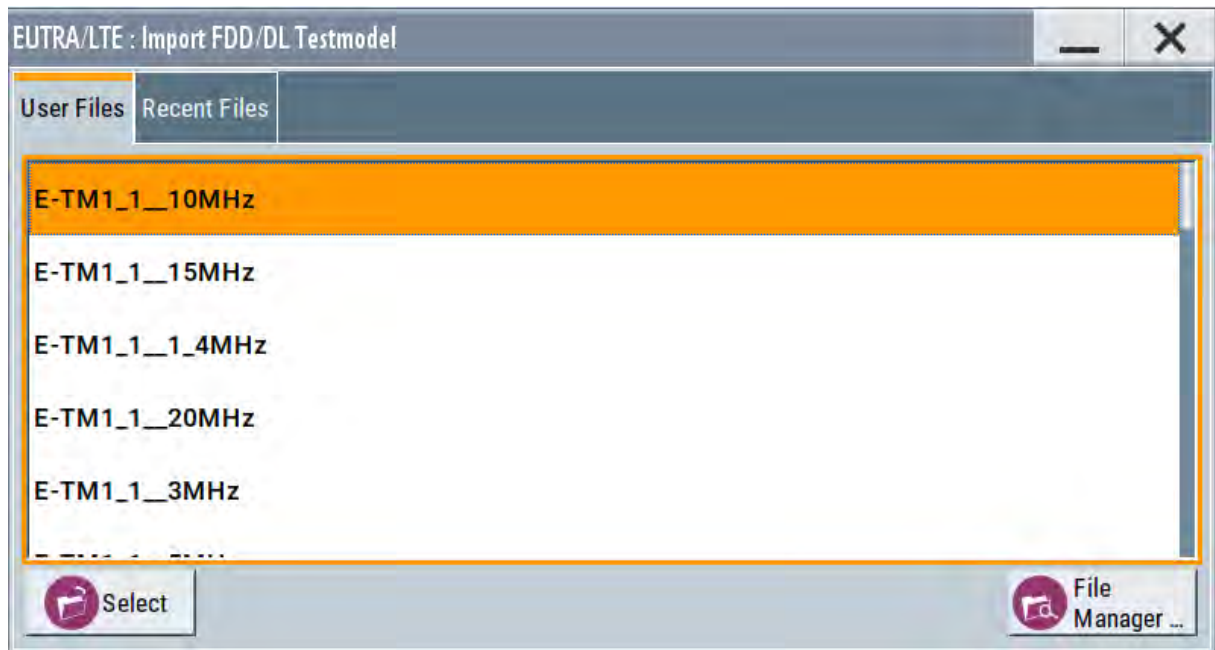 EUTRA/LTE : Import FDD/DL Testmodel
User Files Recent Files
E-TM1_1__10MHz
E-TM1_1__15MHz
E-TM1_1__1_4MHz
E-TM1_1__20MHz
E-TM1_1__3MHz
Select
File
Manager ...